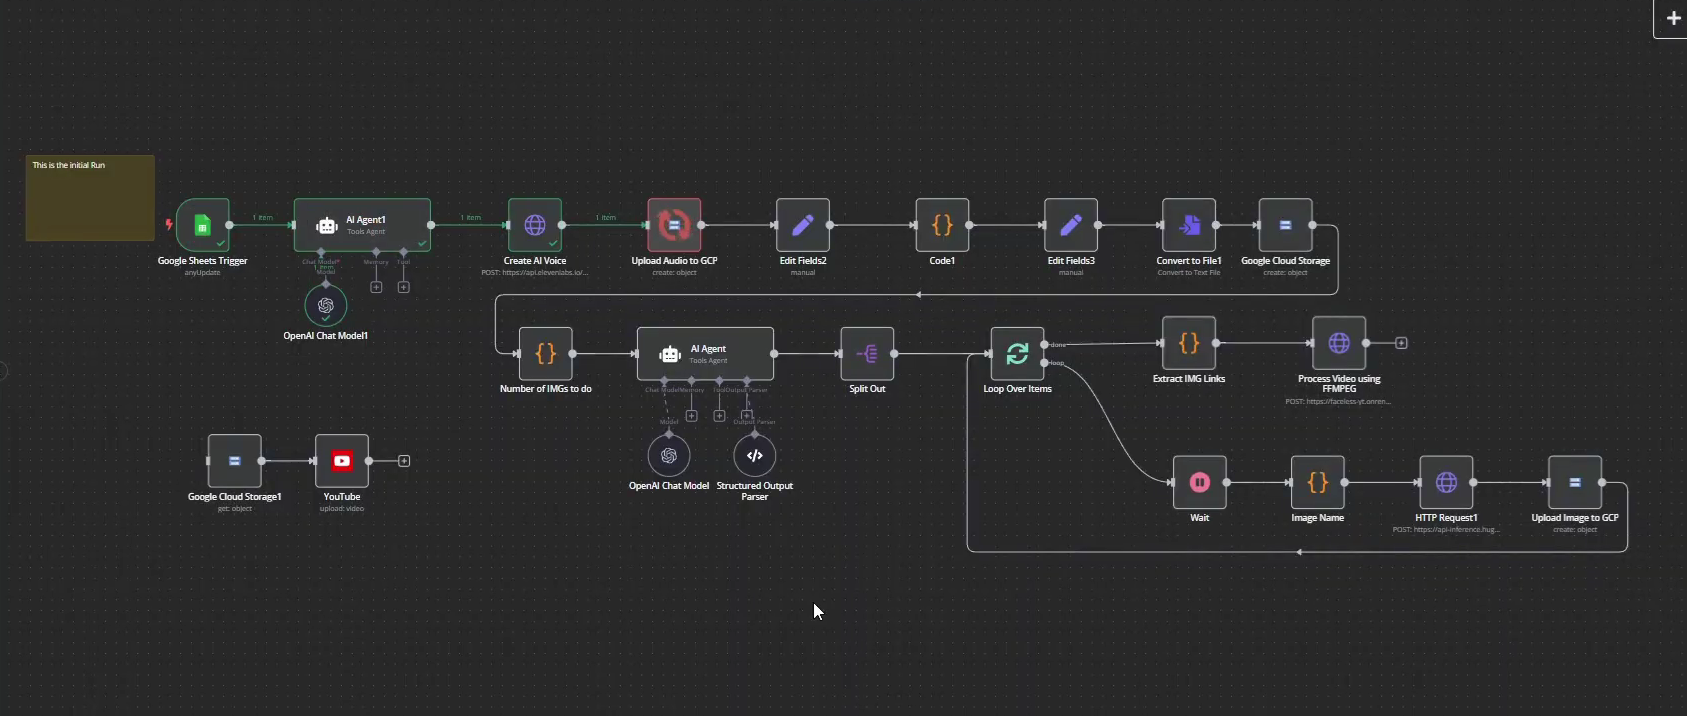 This is the initial Run
1 item
1 item
1 item
AI Agent1
Tools Agent
Google Sheets Trigger
anyUpdate
Chat Model*
Memory
Tool
1 item
Model
OpenAI Chat Model1
Create AI Voice
POST: https://api.elevenlabs.io/...
Upload Audio to GCP
create: object
Edit Fields2
manual
Code1
Edit Fields3
manual
Convert to File1
Convert to Text File
Google Cloud Storage
create: object
Number of IMGs to do
AI Agent
Tools Agent
Chat Model
Memory
Tool
Output Parser
Model
Output Parser
OpenAI Chat Model
Structured Output
Parser
Split Out
Loop Over Items
done
loop
Extract IMG Links
Process Video using
FFMPEG
POST: https://faceless-yt.onren...
Google Cloud Storage1
get: object
YouTube
upload: video
Wait
Image Name
HTTP Request1
POST: https://api-inference.hug...
Upload Image to GCP
create: object